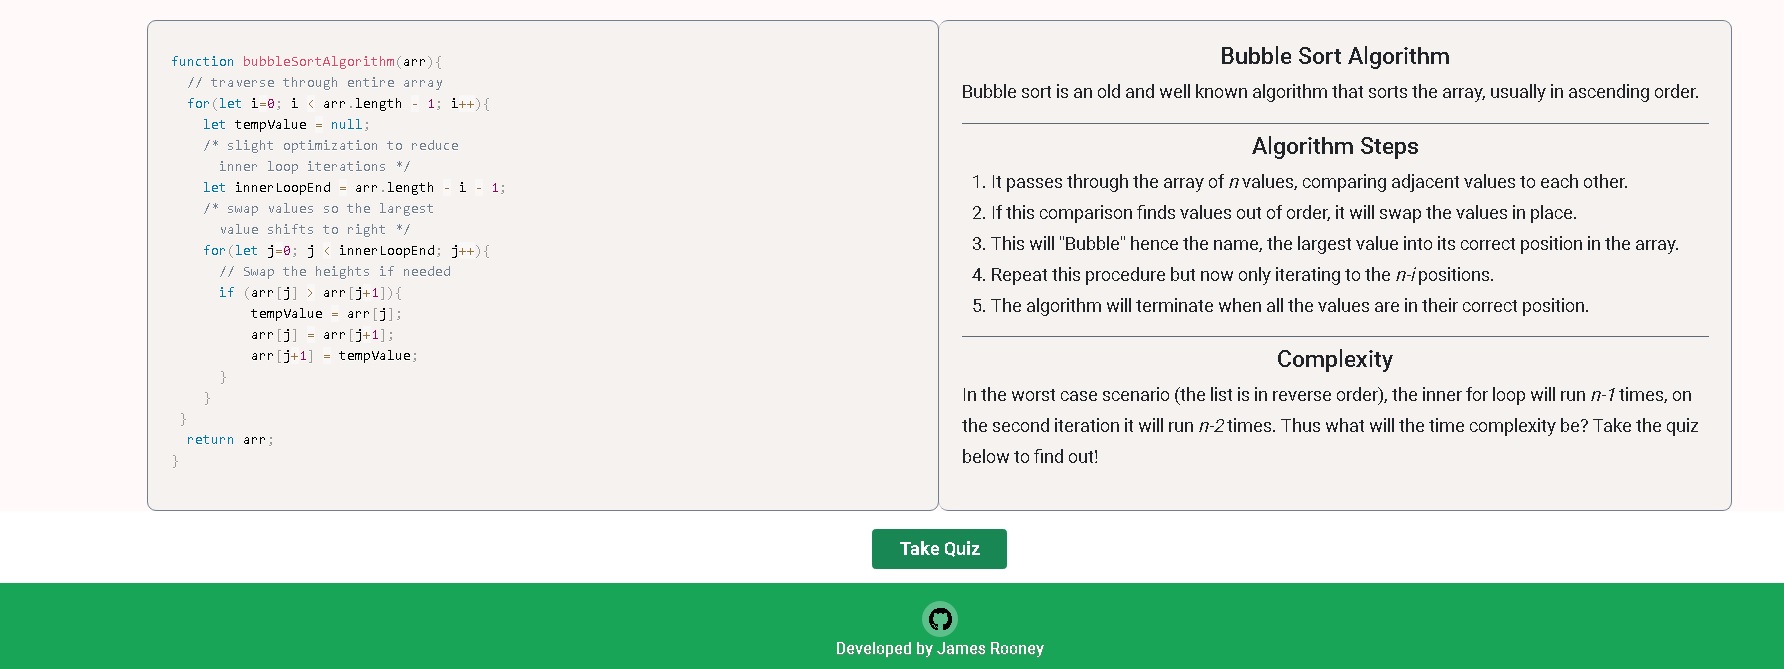 function bubbleSortAlgorithm(arr){
// traverse through entire array
for(let i=0; i < arr.length - 1; i++){
let tempValue = null;
/* slight optimization to reduce
inner loop iterations */
let innerLoopEnd = arr.length - i - 1;
/* swap values so the largest
value shifts to right */
for(let j=0; j < innerLoopEnd; j++){
// Swap the heights if needed
if (arr[j] > arr[j+1]){
tempValue = arr[j];
arr[j] = arr[j+1];
arr[j+1] = tempValue;
}
}
}
return arr;
}
Bubble Sort Algorithm
Bubble sort is an old and well known algorithm that sorts the array, usually in ascending order.
Algorithm Steps
1. It passes through the array of n values, comparing adjacent values to each other.
2. If this comparison finds values out of order, it will swap the values in place.
3. This will "Bubble" hence the name, the largest value into its correct position in the array.
4. Repeat this procedure but now only iterating to the n-i positions.
5. The algorithm will terminate when all the values are in their correct position.
Complexity
In the worst case scenario (the list is in reverse order), the inner for loop will run n-1 times, on
the second iteration it will run n-2 times. Thus what will the time complexity be? Take the quiz
below to find out!
Take Quiz
Developed by James Rooney